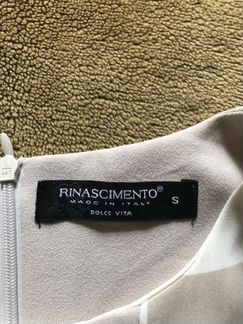 RINASCIMENTO®
MADE IN ITALY
S
DOLCE VITA